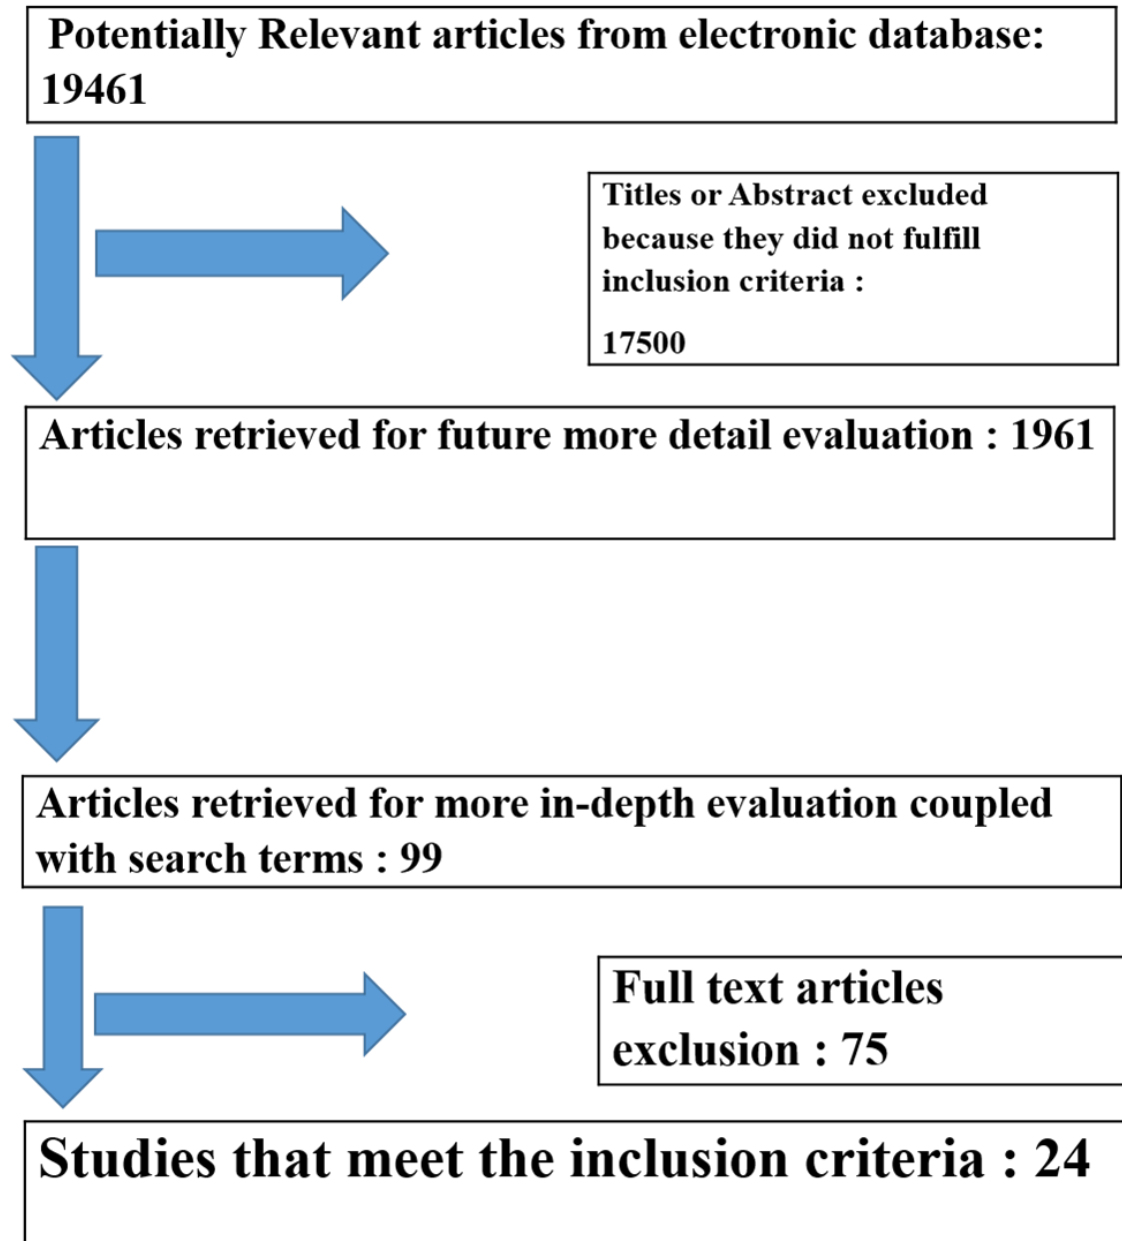 Potentially Relevant articles from electronic database:
19461
Titles or Abstract excluded
because they did not fulfill
inclusion criteria :
17500
Articles retrieved for future more detail evaluation : 1961
Articles retrieved for more in-depth evaluation coupled
with search terms : 99
Full text articles
exclusion : 75
Studies that meet the inclusion criteria : 24